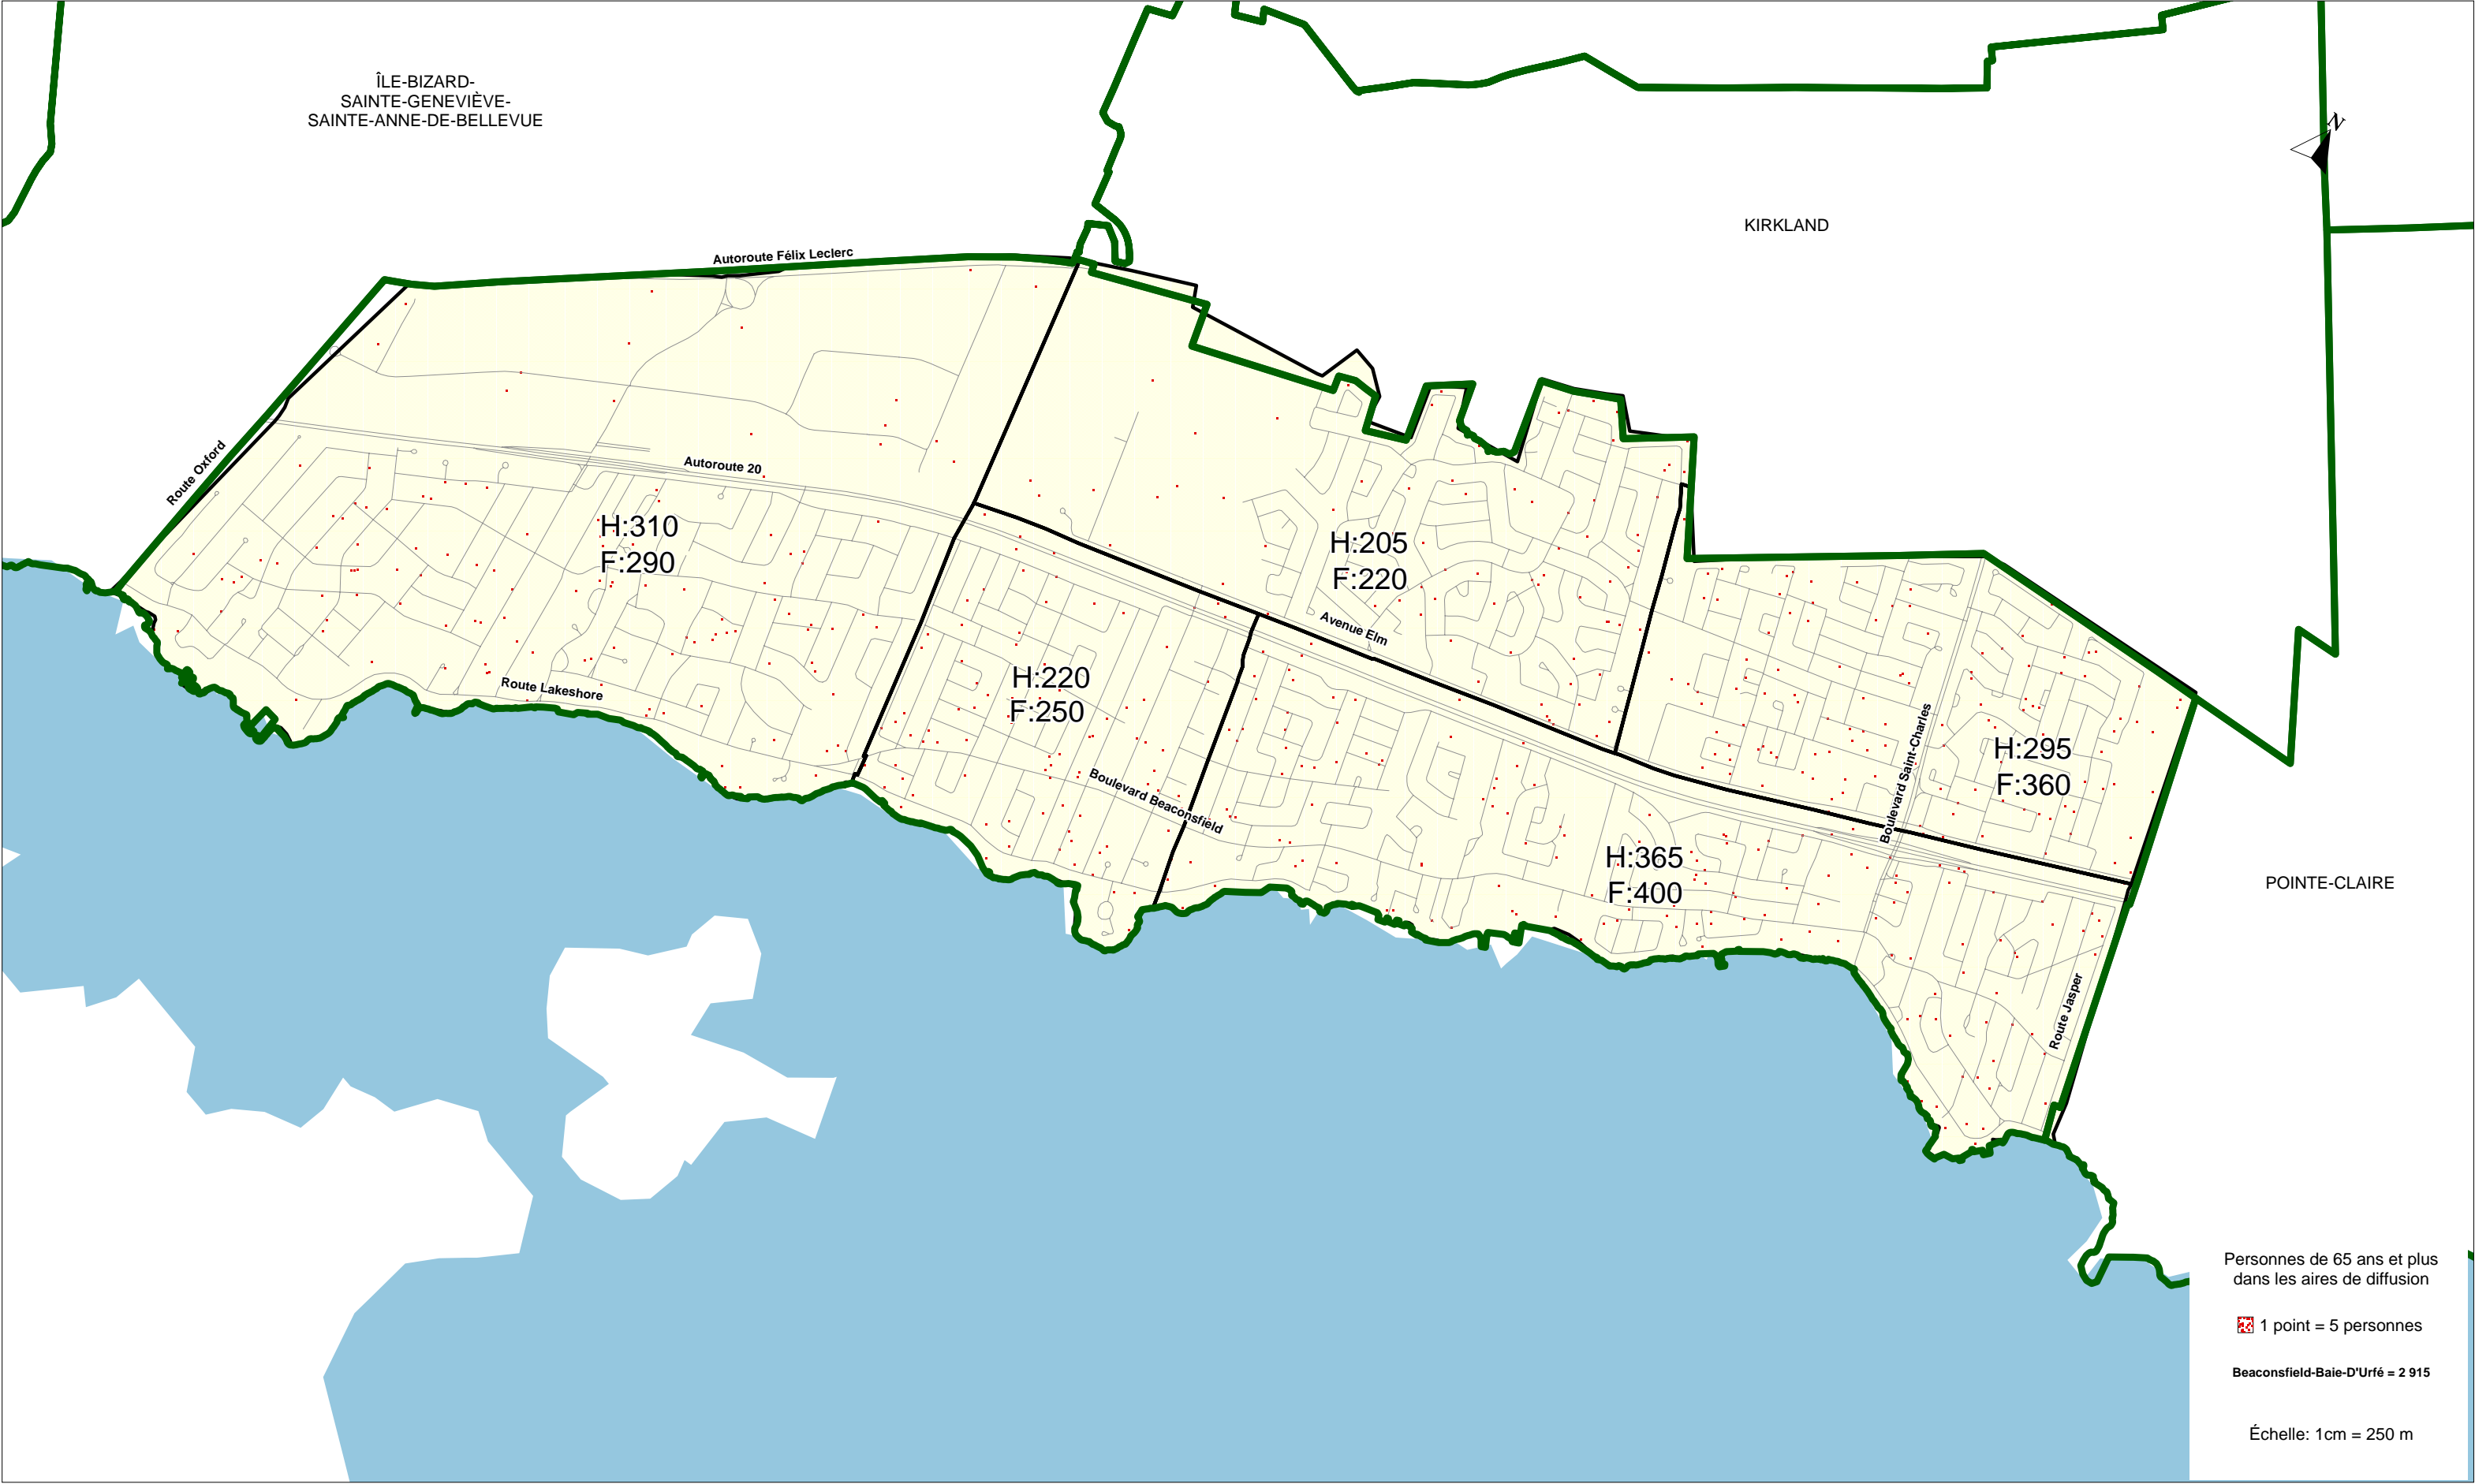 ÎLE-BIZARD-
SAINTE-GENEVIÈVE-
SAINTE-ANNE-DE-BELLEVUE
N
KIRKLAND
Autoroute Félix Leclerc
Route Oxford
Autoroute 20
H:310
F:290
H:205
F:220
Avenue Elm
Route Lakeshore
H:220
F:250
Boulevard Beaconsfield
Boulevard Saint-Charles
H:295
F:360
H:365
F:400
POINTE-CLAIRE
Route Jasper
Personnes de 65 ans et plus
dans les aires de diffusion
1 point = 5 personnes
Beaconsfield-Baie-D'Urfé = 2 915
Échelle: 1cm = 250 m